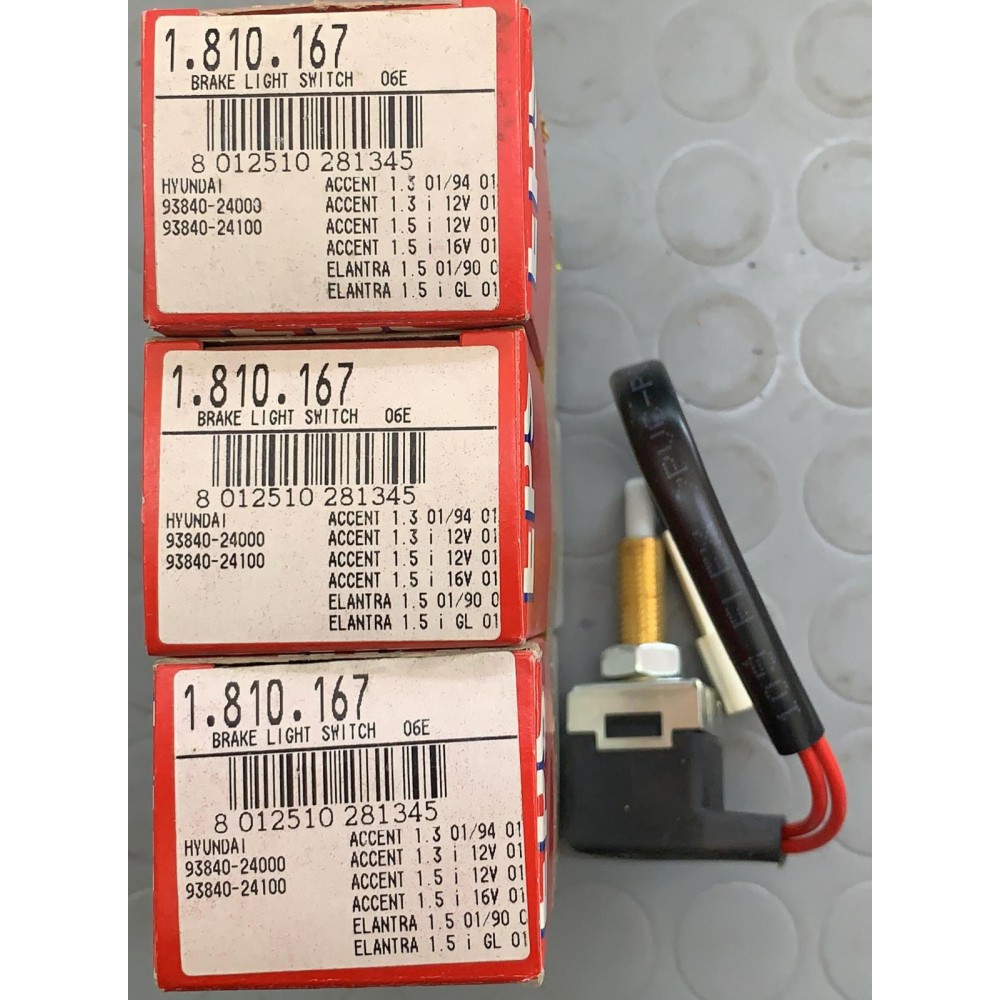 1.810.167
BRAKE LIGHT SWITCH 06E
8 012510 281345
HYUNDAI
93840-24000
93840-24100
ACCENT 1.3 01/94 01
ACCENT 1.3 i 12V 01
ACCENT 1.5 i 12V 01
ACCENT 1.5 i 16V 01
ELANTRA 1.5 01/90 0
ELANTRA 1.5 i GL 01
1.810.167
BRAKE LIGHT SWITCH 06E
8 012510 281345
HYUNDAI
93840-24000
93840-24100
ACCENT 1.3 01/94 01
ACCENT 1.3 i 12V 01
ACCENT 1.5 i 12V 01
ACCENT 1.5 i 16V 01
ELANTRA 1.5 01/90 0
ELANTRA 1.5 i GL 01
1.810.167
BRAKE LIGHT SWITCH 06E
8 012510 281345
HYUNDAI
93840-24000
93840-24100
ACCENT 1.3 01/94 01
ACCENT 1.3 i 12V 01
ACCENT 1.5 i 12V 01
ACCENT 1.5 i 16V 01
ELANTRA 1.5 01/90 0
ELANTRA 1.5 i GL 01